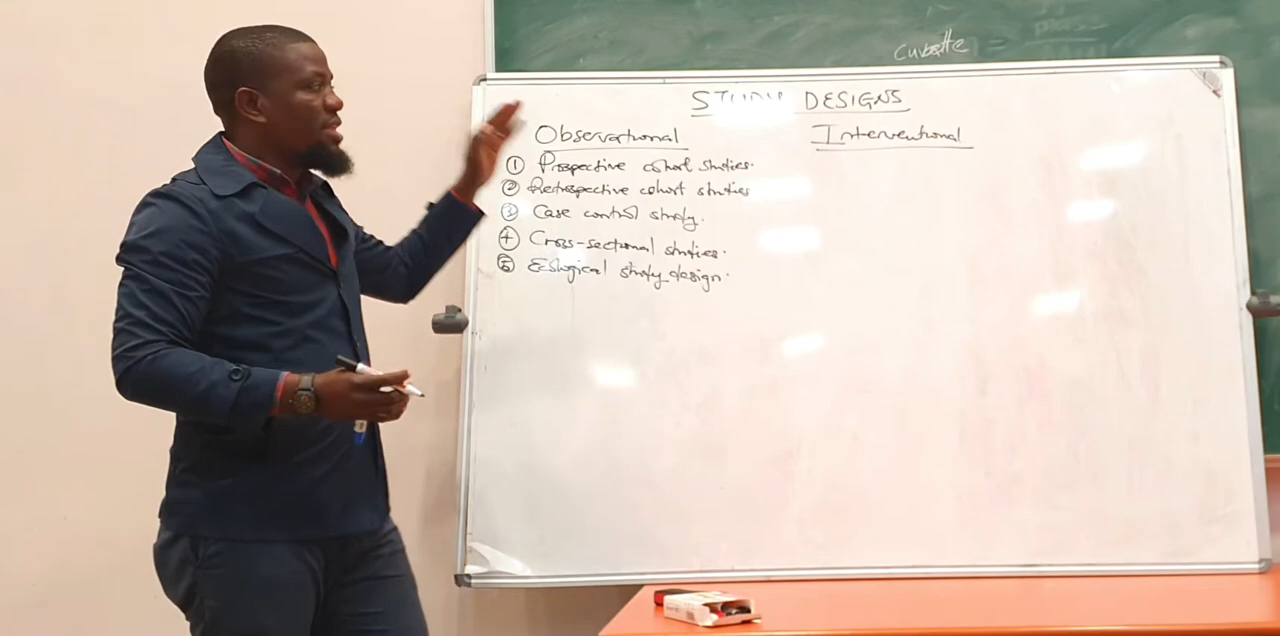 cuvette =
STUDY DESIGNS
Observational
① Prospective cohort studies.
② Retrospective cohort studies
③ Case control study.
④ Cross-sectional studies.
⑤ Ecological study design.
Interventional